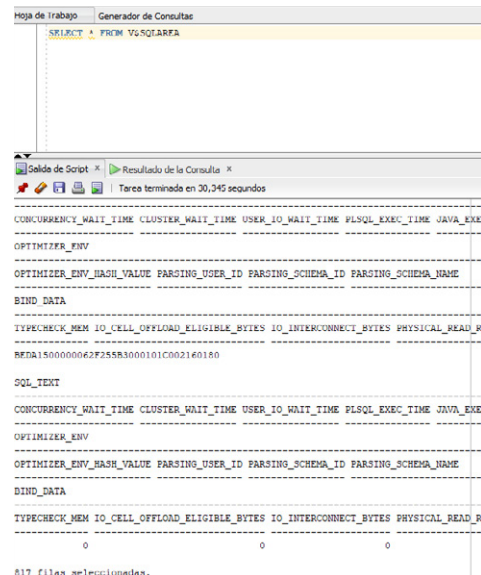 Hoja de Trabajo Generador de Consultas
SELECT * FROM V$SQLAREA
Salida de Script × Resultado de la Consulta ×
Tarea terminada en 30,345 segundos
CONCURRENCY_WAIT_TIME CLUSTER_WAIT_TIME USER_IO_WAIT_TIME PLSQL_EXEC_TIME JAVA_EXE
OPTIMIZER_ENV
OPTIMIZER_ENV_HASH_VALUE PARSING_USER_ID PARSING_SCHEMA_ID PARSING_SCHEMA_NAME
BIND_DATA
TYPECHECK_MEM IO_CELL_OFFLOAD_ELIGIBLE_BYTES IO_INTERCONNECT_BYTES PHYSICAL_READ_R
BEDA1500000062F255B3000101C002160180
SQL_TEXT
CONCURRENCY_WAIT_TIME CLUSTER_WAIT_TIME USER_IO_WAIT_TIME PLSQL_EXEC_TIME JAVA_EXE
OPTIMIZER_ENV
OPTIMIZER_ENV_HASH_VALUE PARSING_USER_ID PARSING_SCHEMA_ID PARSING_SCHEMA_NAME
BIND_DATA
TYPECHECK_MEM IO_CELL_OFFLOAD_ELIGIBLE_BYTES IO_INTERCONNECT_BYTES PHYSICAL_READ_R
0 0 0
817 filas seleccionadas.